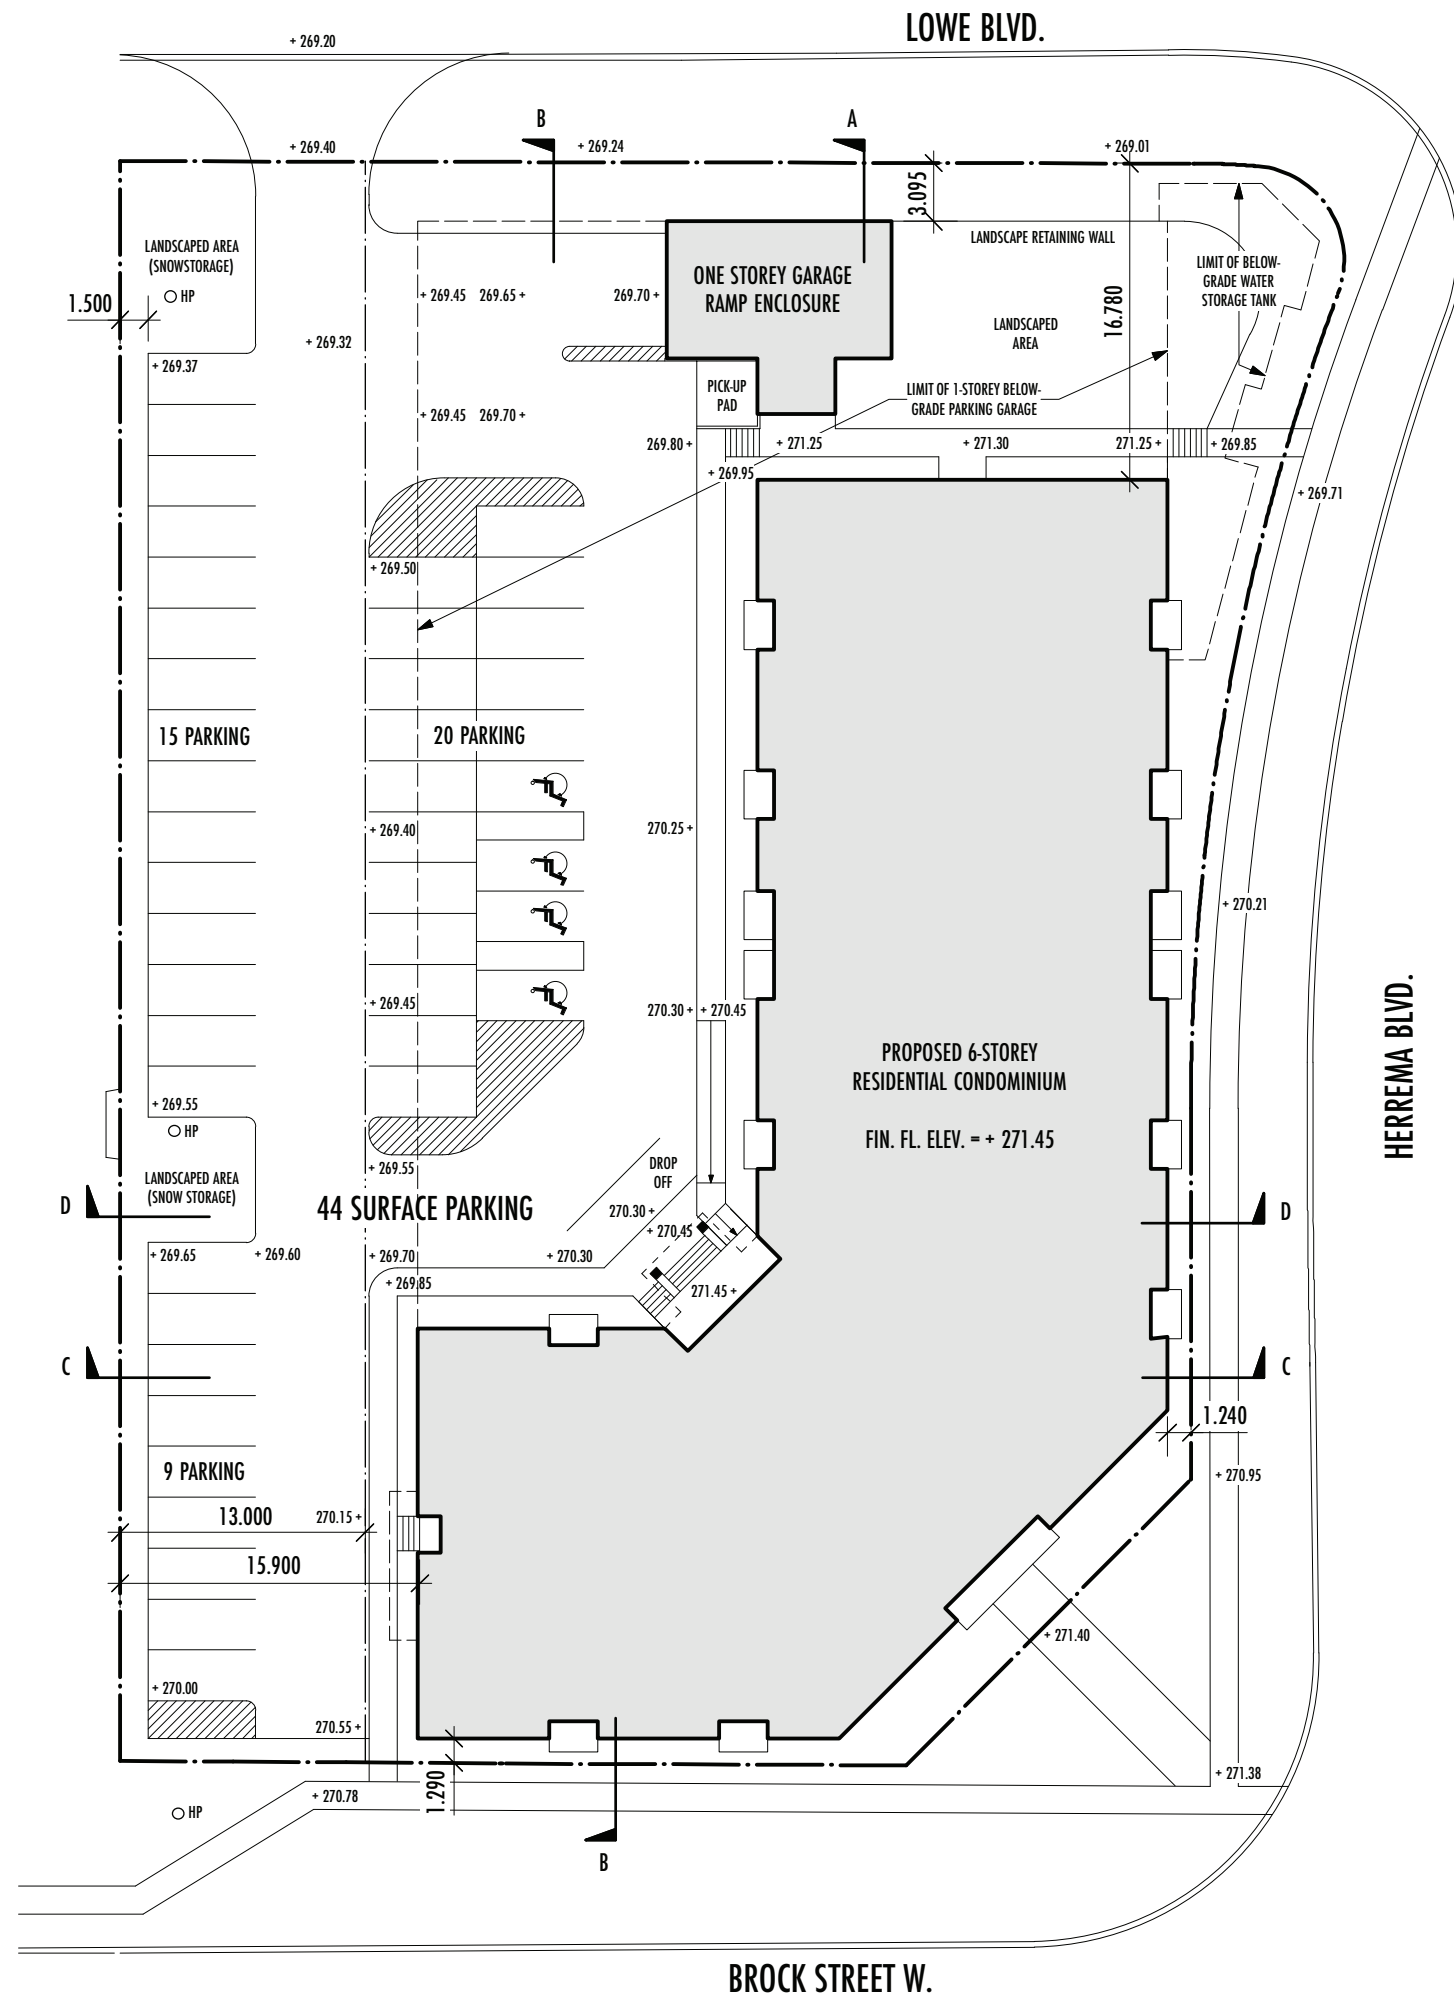 LOWE BLVD.
+ 269.20
B
A
+ 269.40
+ 269.24
+ 269.01
3.095
LANDSCAPED AREA
(SNOWSTORAGE)
HP
1.500
LANDSCAPE RETAINING WALL
ONE STOREY GARAGE
RAMP ENCLOSURE
LIMIT OF BELOW-
GRADE WATER
STORAGE TANK
+ 269.45
269.65 +
269.70 +
16.780
LANDSCAPED
AREA
+ 269.32
+ 269.37
PICK-UP
PAD
LIMIT OF 1-STOREY BELOW-
GRADE PARKING GARAGE
+ 269.45
269.70 +
269.80 +
+ 271.25
+ 271.30
271.25 +
+ 269.85
+ 269.95
+ 269.71
+ 269.50
15 PARKING
20 PARKING
+ 269.40
270.25 +
+ 270.21
+ 269.45
270.30 +
+ 270.45
HERREMA BLVD.
PROPOSED 6-STOREY
RESIDENTIAL CONDOMINIUM
FIN. FL. ELEV. = + 271.45
+ 269.55
HP
+ 269.55
DROP
OFF
LANDSCAPED AREA
(SNOW STORAGE)
D
44 SURFACE PARKING
270.30 +
+ 270.45
D
+ 269.65
+ 269.60
+ 269.70
+ 270.30
+ 269.85
271.45 +
C
C
1.240
9 PARKING
+ 270.95
13.000
270.15 +
15.900
+ 271.40
+ 270.00
270.55 +
1.290
+ 271.38
+ 270.78
HP
B
BROCK STREET W.